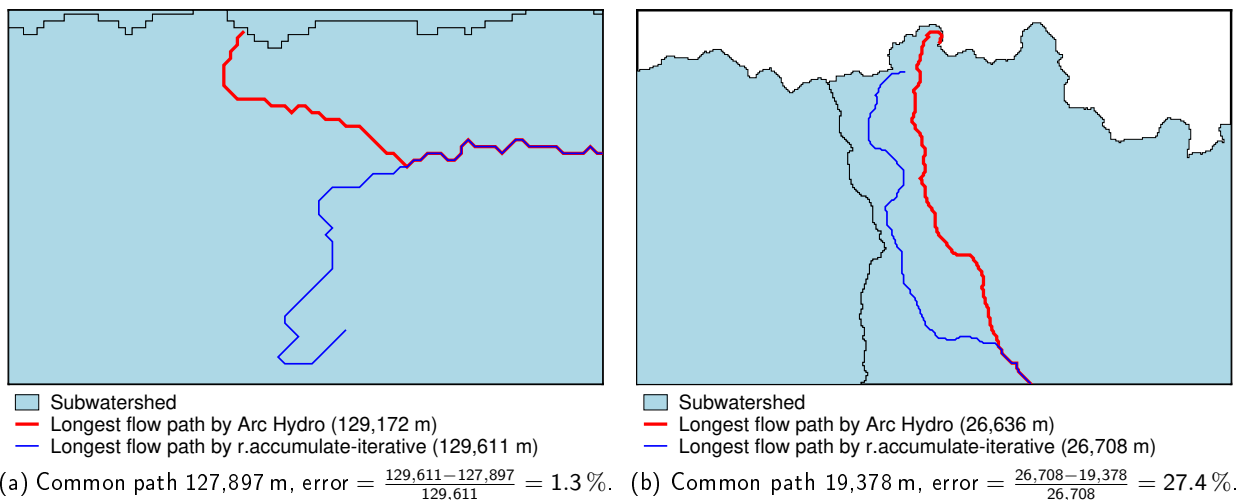 Subwatershed
Longest flow path by Arc Hydro (129,172 m)
Longest flow path by r.accumulate-iterative (129,611 m)
(a) Common path 127,897 m, error = \frac{129,611−127,897}{129,611} = 1.3 %.
Subwatershed
Longest flow path by Arc Hydro (26,636 m)
Longest flow path by r.accumulate-iterative (26,708 m)
(b) Common path 19,378 m, error = \frac{26,708−19,378}{26,708} = 27.4 %.